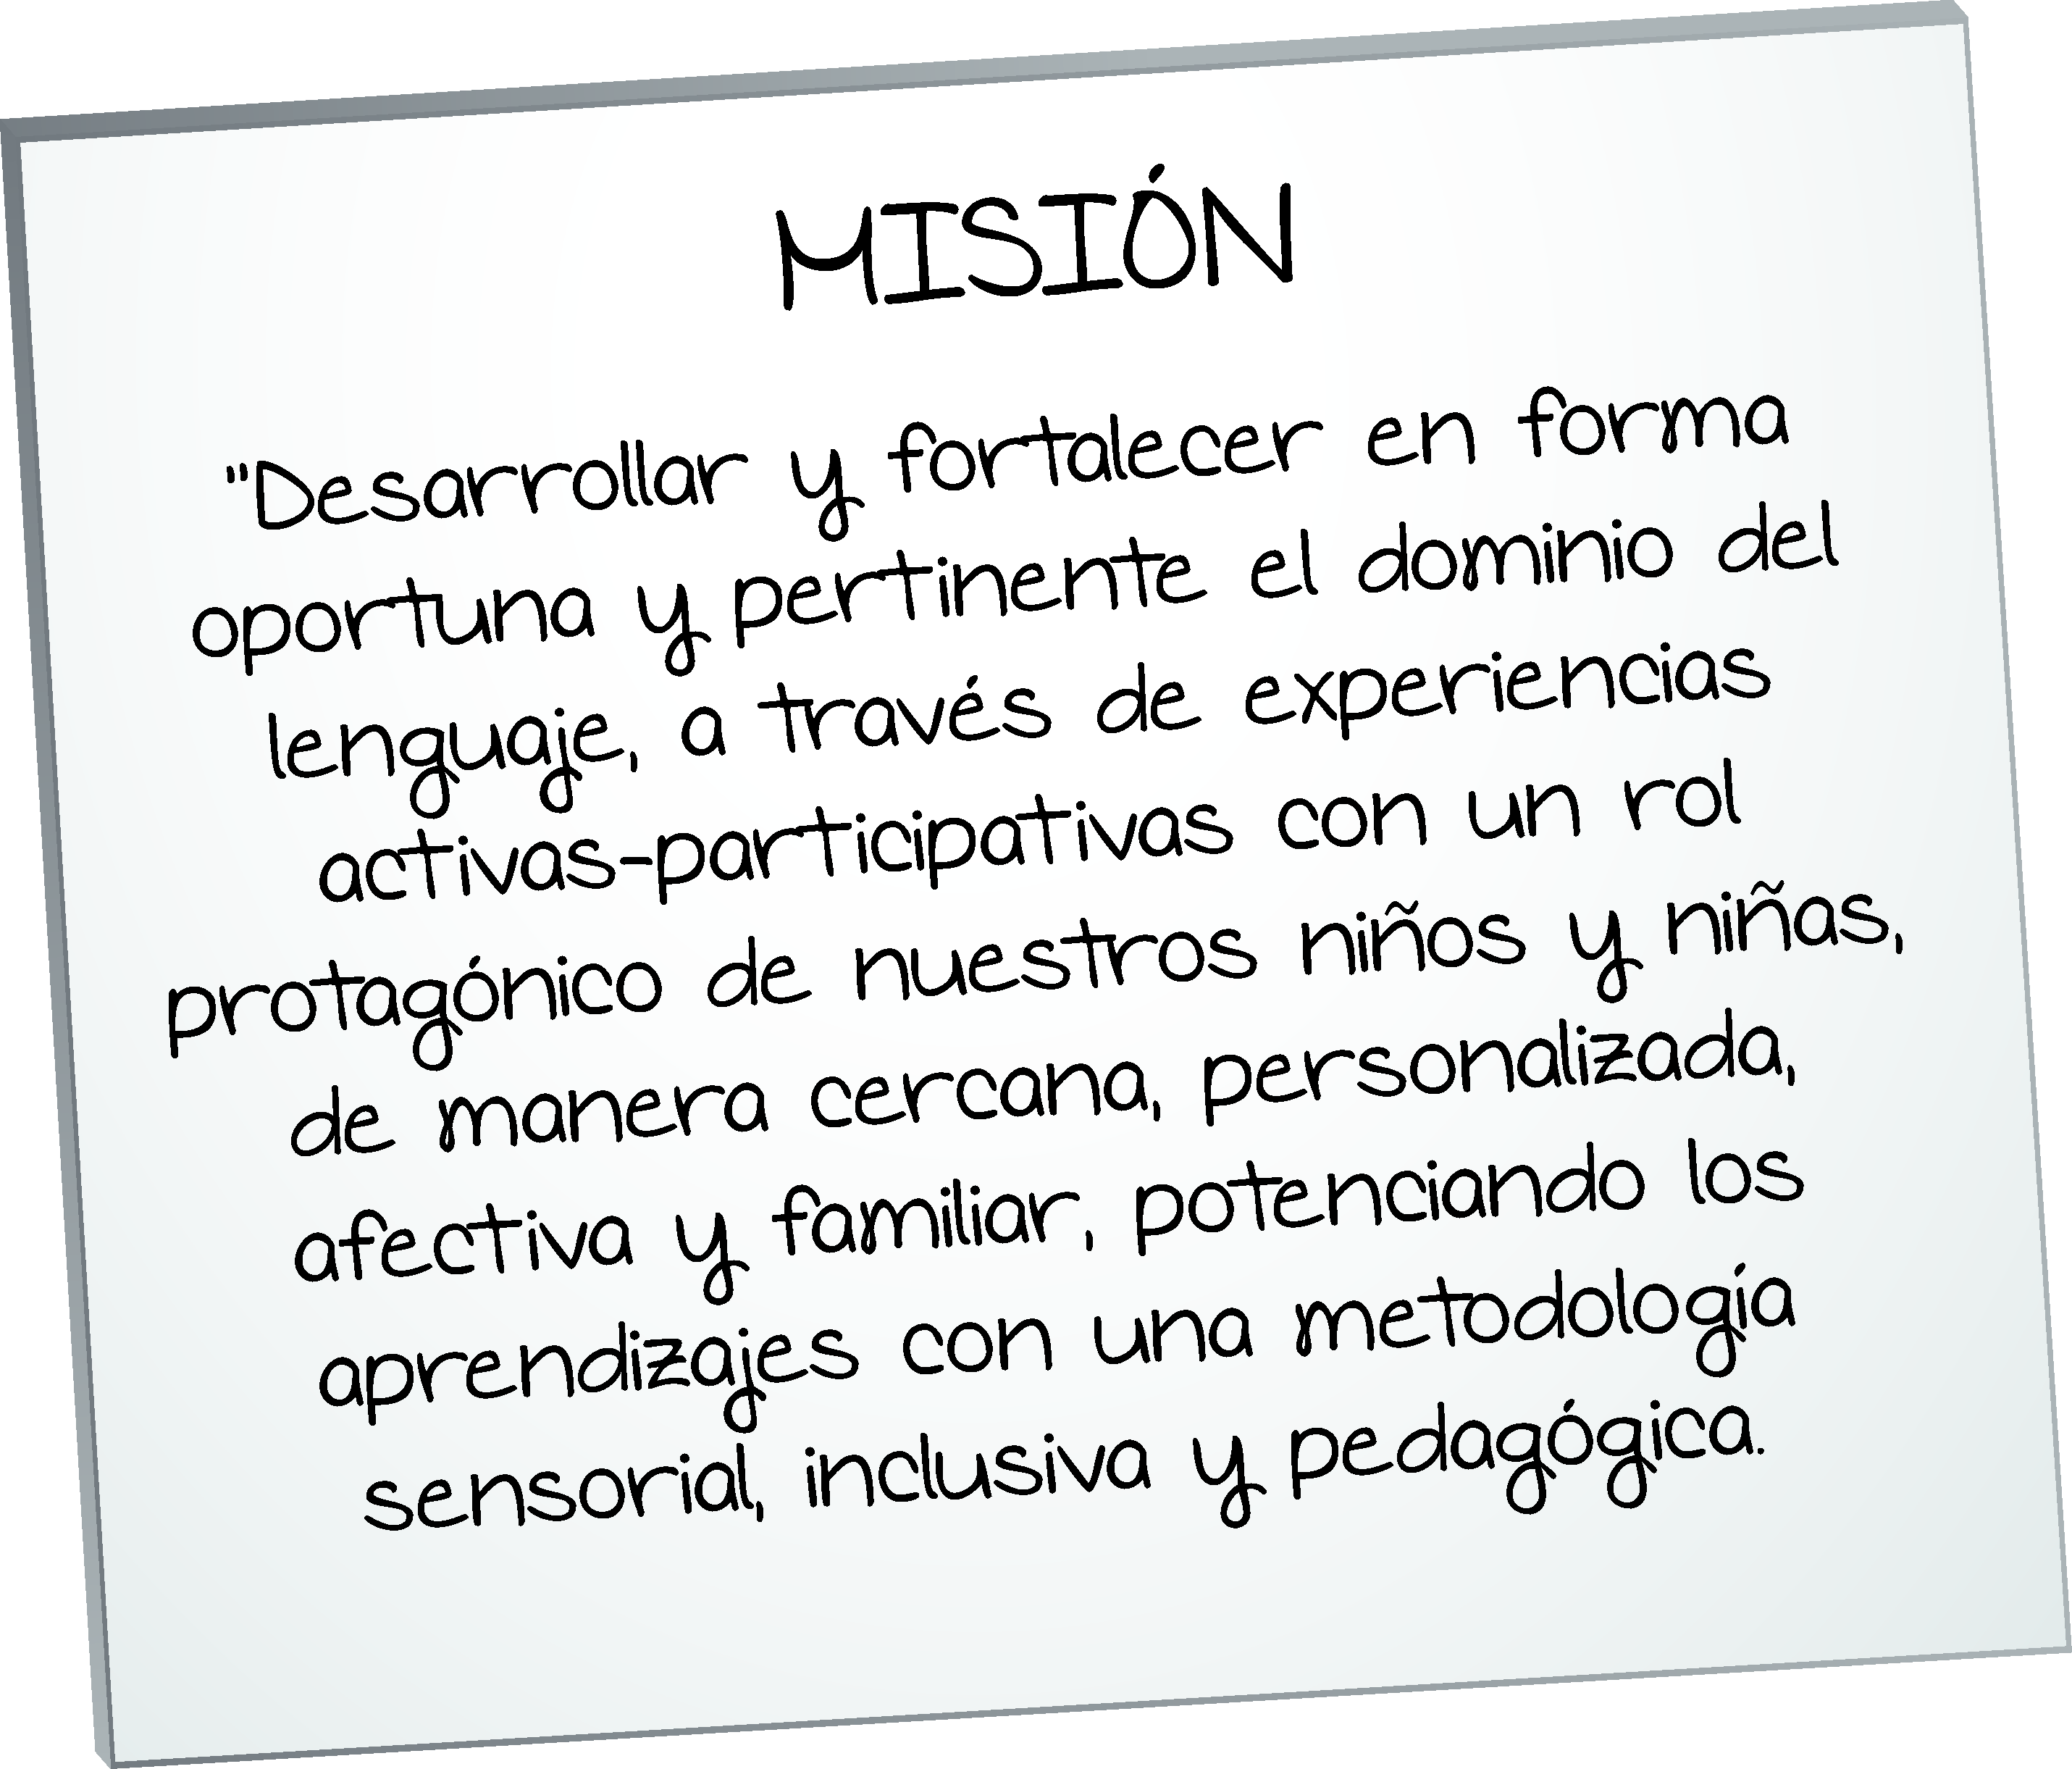 MISIÓN
"Desarrollar y fortalecer en forma
oportuna y pertinente el dominio del
lenguaje, a través de experiencias
activas-participativas con un rol
protagónico de nuestros niños y niñas,
de manera cercana, personalizada,
afectiva y familiar, potenciando los
aprendizajes con una metodología
sensorial, inclusiva y pedagógica.